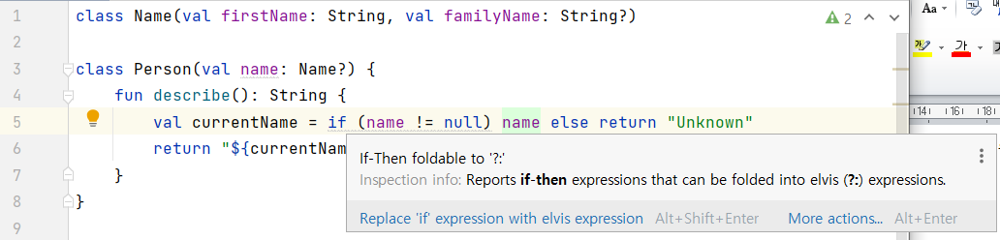 1 class Name(val firstName: String, val familyName: String?)
2
2
3 class Person(val name: Name?) {
4 fun describe(): String {
5 val currentName = if (name != null) name else return "Unknown"
6 return "${currentNam
7 }
8 }
9
If-Then foldable to '?:'
Inspection info: Reports if-then expressions that can be folded into elvis (?:) expressions.
Replace 'if' expression with elvis expression Alt+Shift+Enter More actions... Alt+Enter
Aa
가 가
14 16 18